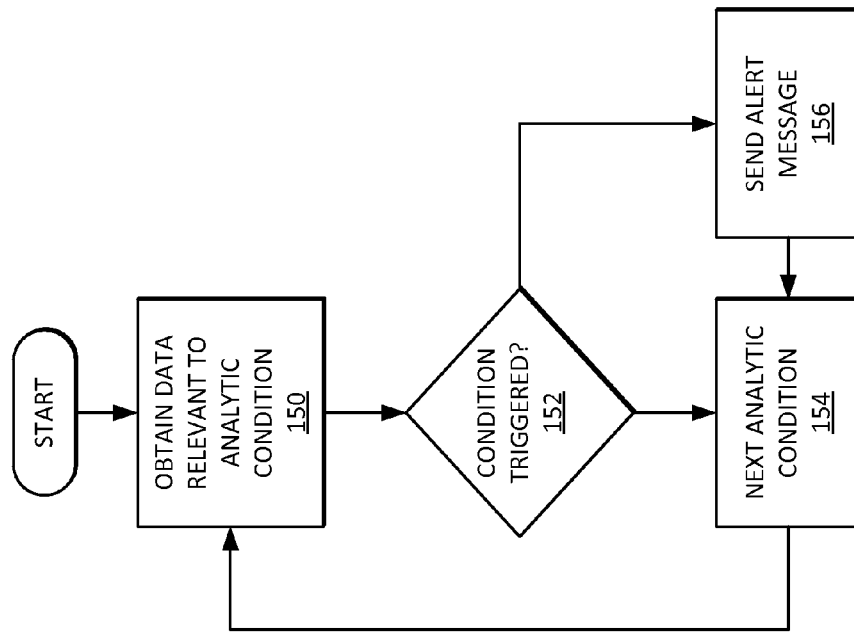 START
OBTAIN DATA
RELEVANT TO
ANALYTIC
CONDITION
150
CONDITION
TRIGGERED?
152
NEXT ANALYTIC
CONDITION
154
SEND ALERT
MESSAGE
156